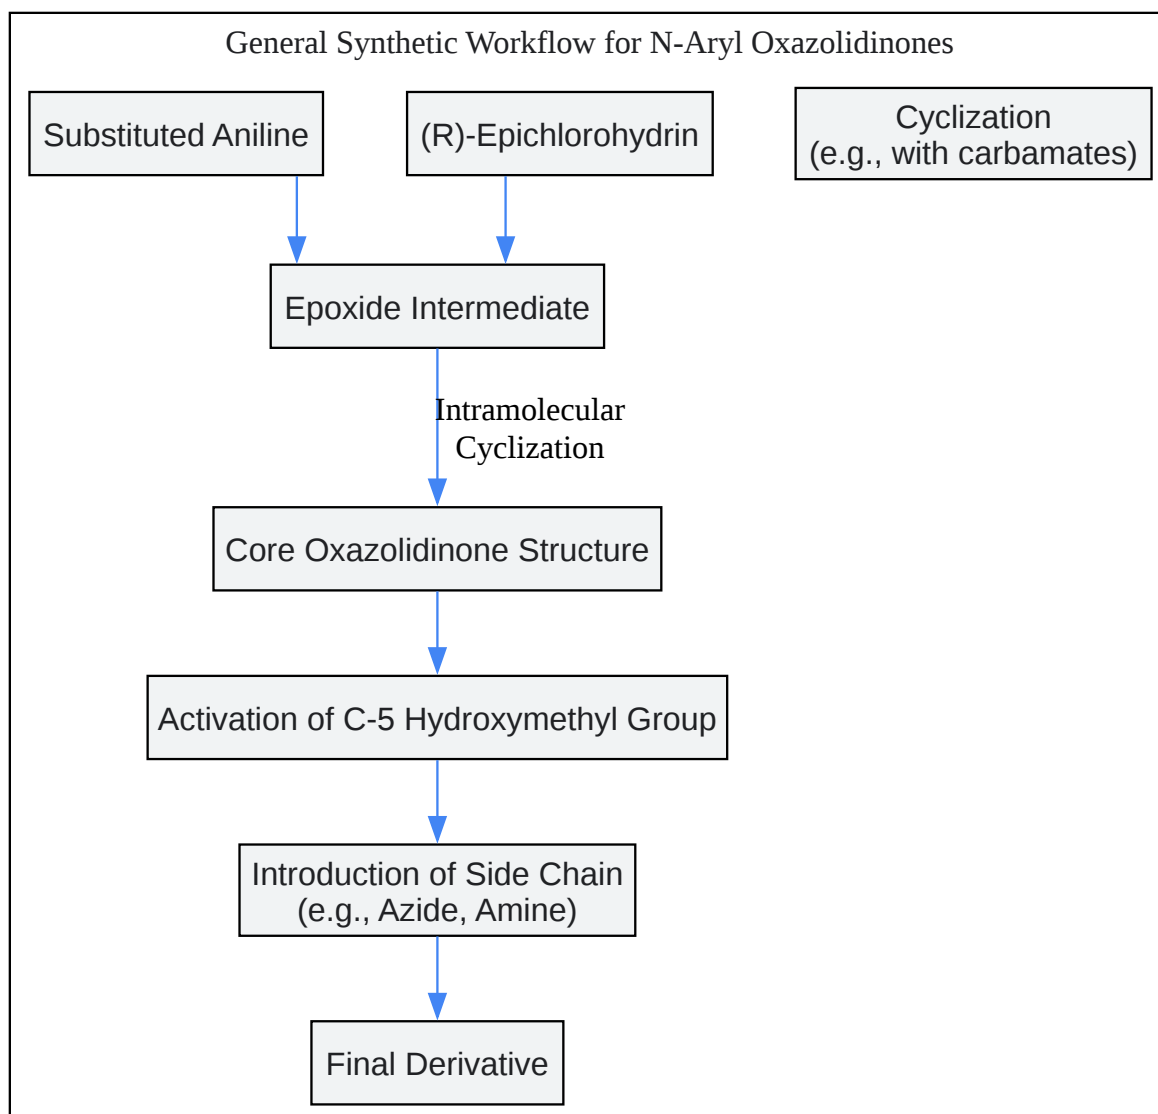 General Synthetic Workflow for N-Aryl Oxazolidinones
Substituted Aniline
(R)-Epichlorohydrin
Cyclization
(e.g., with carbamates)
Epoxide Intermediate
Intramolecular
Cyclization
Core Oxazolidinone Structure
Activation of C-5 Hydroxymethyl Group
Introduction of Side Chain
(e.g., Azide, Amine)
Final Derivative